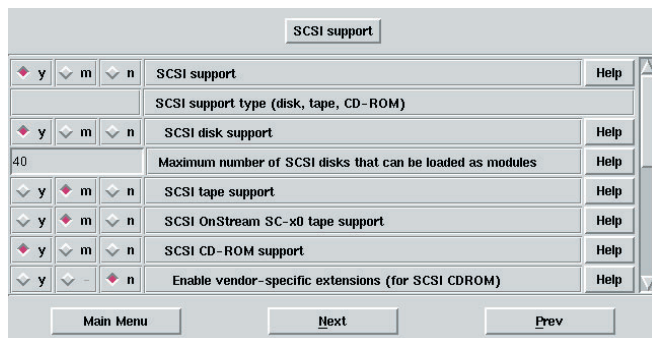 SCSI support
y m n SCSI support Help
SCSI support type (disk, tape, CD-ROM)
y m n SCSI disk support Help
40 Maximum number of SCSI disks that can be loaded as modules Help
y m n SCSI tape support Help
y m n SCSI OnStream SC-x0 tape support Help
y m n SCSI CD-ROM support Help
y - n Enable vendor-specific extensions (for SCSI CDROM) Help
Main Menu Next Prev